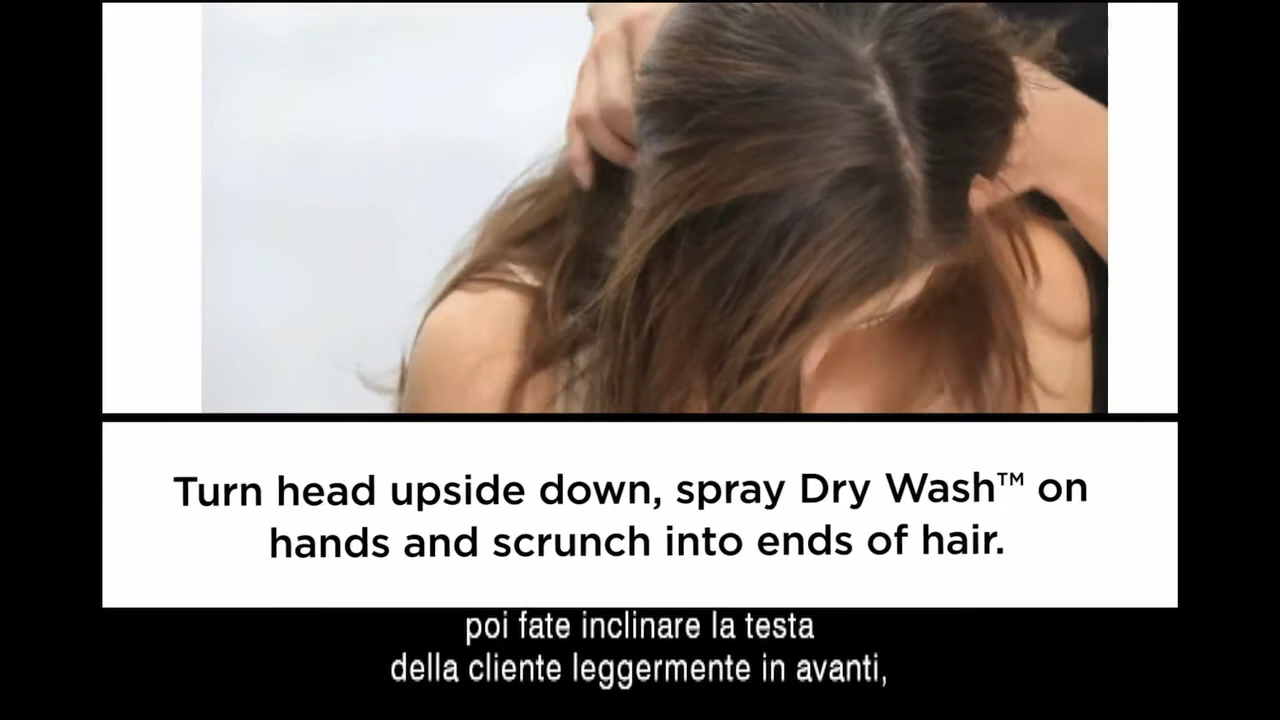 Turn head upside down, spray Dry Wash™ on
hands and scrunch into ends of hair.
poi fate inclinare la testa
della cliente leggermente in avanti,